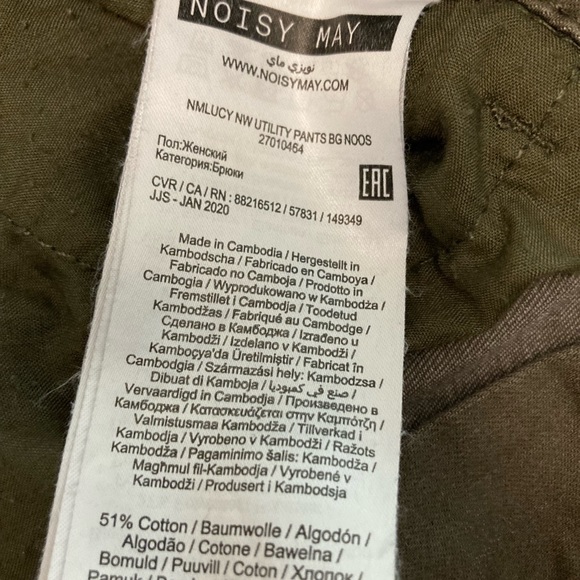 NOISY MAY
نويزي ماي
WWW.NOISYMAY.COM
NMLUCY NW UTILITY PANTS BG NOOS
27010464
Пол:Женский
Категория:Брюки
EAC
CVR / CA / RN : 88216512 / 57831 / 149349
JJS - JAN 2020
Made in Cambodia / Hergestellt in
Kambodscha / Fabricado en Camboya /
Fabricado no Camboja / Prodotto in
Cambogia / Wyprodukowano w Kambodża /
Fremstillet i Cambodja / Toodetud
Kambodžas / Fabriqué au Cambodge /
Сделано в Камбоджа / Izrađeno u
Kambodži / Izdelano v Kambodži /
Kamboçya'da Üretilmiştir / Fabricat în
Cambodgia / Származási hely: Kambodzsa /
Dibuat di Kamboja / صنع في كمبوديا /
Vervaardigd in Cambodja / Произведено в
Камбоджа / Κατασκευάζεται στην Καμπότζη /
Valmistusmaa Kambodža / Tillverkad i
Kambodja / Vyrobeno v Kambodži / Ražots
Kambodža / Pagaminimo šalis: Kambodža /
Magħmul fil-Kambodja / Vyrobené v
Kambodži / Produsert i Kambodsja
51% Cotton / Baumwolle / Algodón /
Algodão / Cotone / Bawełna /
Bomuld / Puuvill / Coton / Хлопок /
Pamuk /